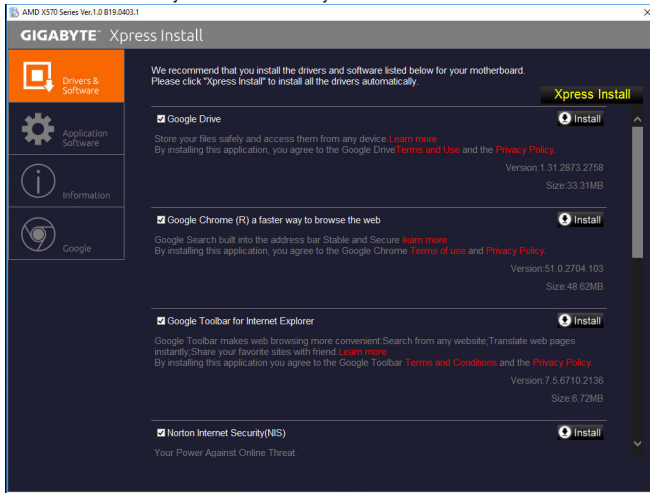 AMD X570 Series Ver.1.0 B19.0403.1
GIGABYTE™ Xpress Install
Drivers & Software
Application Software
Information
Google
We recommend that you install the drivers and software listed below for your motherboard.
Please click "Xpress Install" to install all the drivers automatically.
Xpress Install
Google Drive
Install
Store your files safely and access them from any device.Learn more
By installing this application, you agree to the Google DriveTerms and Use and the Privacy Policy.
Version:1.31.2873.2758
Size:33.31MB
Google Chrome (R) a faster way to browse the web
Install
Google Search built into the address bar Stable and Secure learn more
By installing this application, you agree to the Google Chrome Terms of use and Privacy Policy.
Version:51.0.2704.103
Size:48.62MB
Google Toolbar for Internet Explorer
Install
Google Toolbar makes web browsing more convenient:Search from any website;Translate web pages
instantly;Share your favorite sites with friend.Learn more
By installing this application you agree to the Google Toolbar Terms and Conditions and the Privacy Policy.
Version:7.5.6710.2136
Size:6.72MB
Norton Internet Security(NIS)
Install
Your Power Against Online Threat.